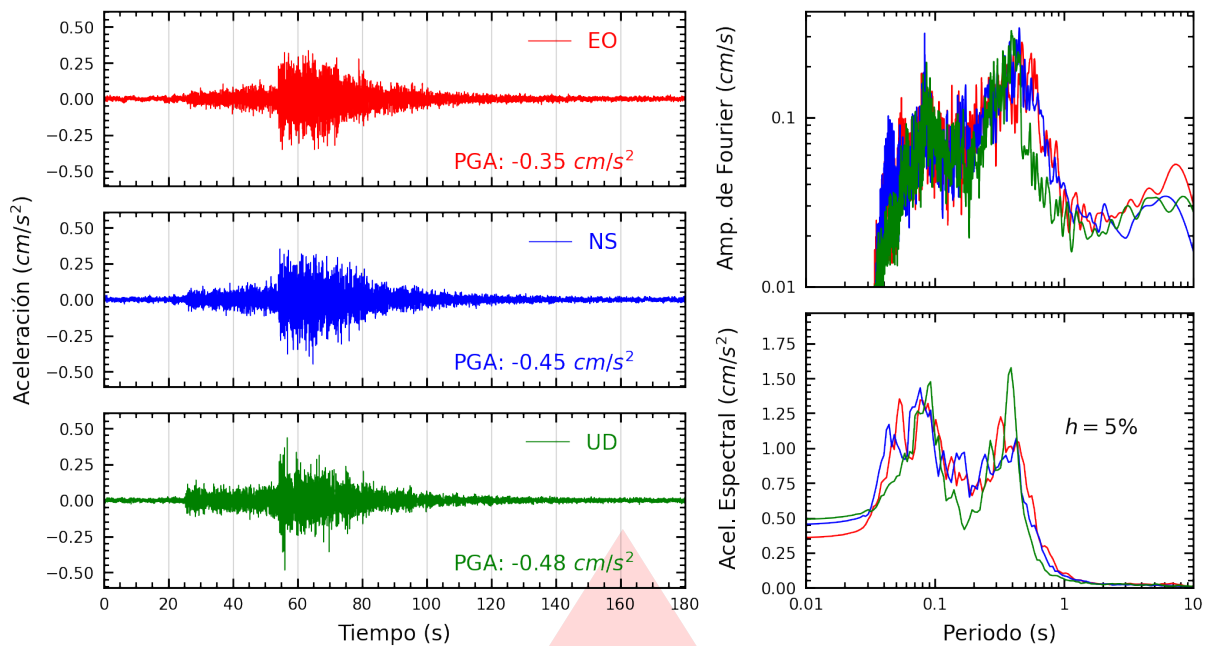 Aceleración (cm/s²)
0.50
0.25
0.00
−0.25
−0.50
EO
PGA: -0.35 cm/s²
0.50
0.25
0.00
−0.25
−0.50
NS
PGA: -0.45 cm/s²
0.50
0.25
0.00
−0.25
−0.50
UD
PGA: -0.48 cm/s²
0 20 40 60 80 100 120 140 160 180
Tiempo (s)
Amp. de Fourier (cm/s)
0.1
0.01
Acel. Espectral (cm/s²)
1.75
1.50
1.25
1.00
0.75
0.50
0.25
0.00
h = 5%
0.01 0.1 1 10
Periodo (s)